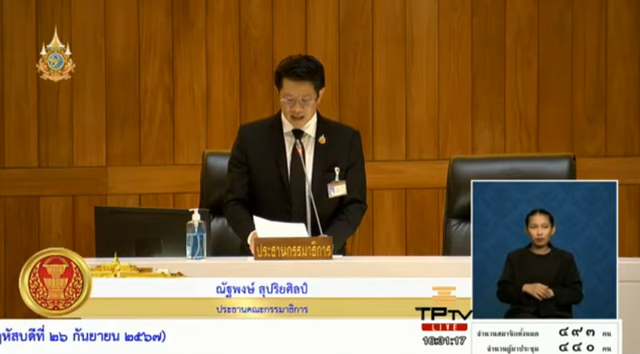 ประธานกรรมาธิการ
ณัฐพงษ์ สุปริยศิลป์
ประธานคณะกรรมาธิการ
TPTV
LIVE
16:31:17
หัสบดีที่ ๒๖ กันยายน ๒๕๖๗)
จำนวนสมาชิกทั้งหมด ๔๙๓ คน
จำนวนผู้มาประชุม ๔๔๐ คน